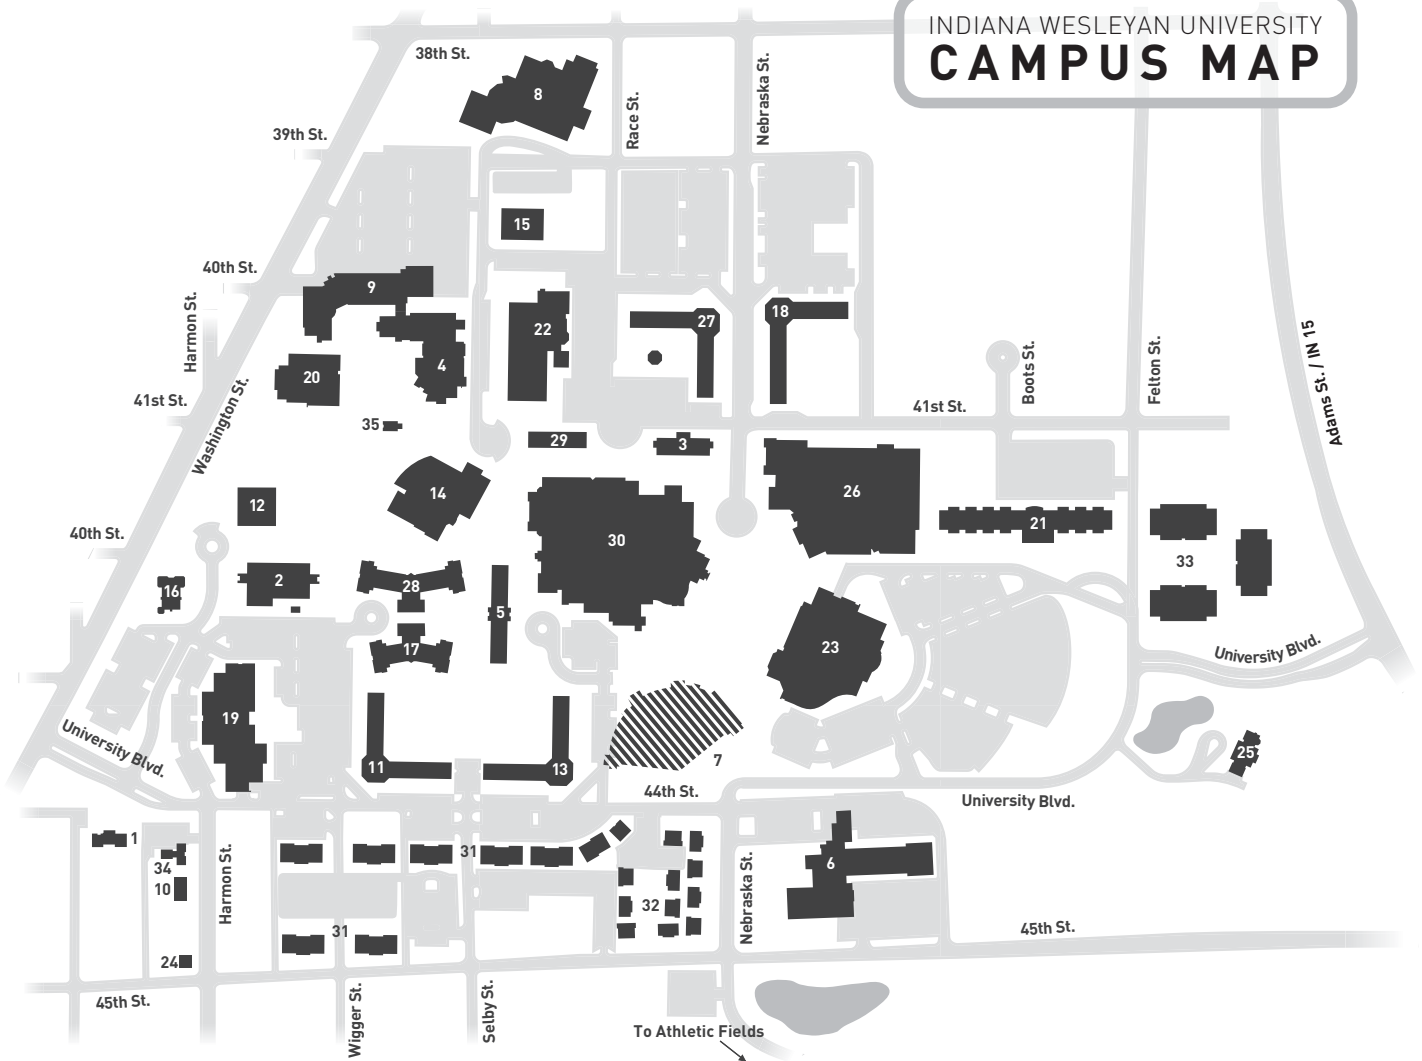 INDIANA WESLEYAN UNIVERSITY
CAMPUS MAP
38th St.
Race St.
Nebraska St.
8
39th St.
15
40th St.
Harmon St.
9
27
18
22
4
20
41st St.
Washington St.
35
29
3
41st St.
Boots St.
Felton St.
Adams St. / IN 15
14
12
26
30
21
40th St.
33
2
28
16
5
17
23
University Blvd.
19
University Blvd.
11
13
7
25
44th St.
University Blvd.
1
34
10
Harmon St.
31
32
Nebraska St.
6
31
24
45th St.
45th St.
Wigger St.
Selby St.
To Athletic Fields